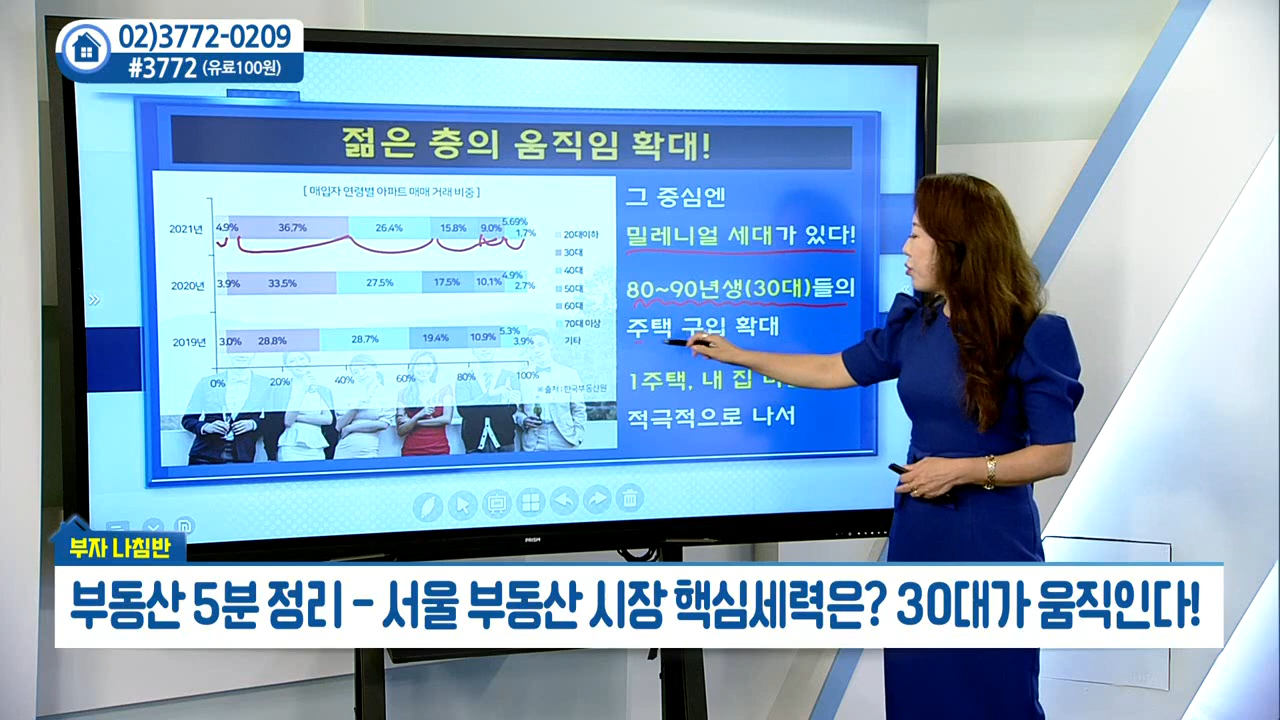 02)3772-0209
#3772 (유료100원)
젊은 층의 움직임 확대!
[ 매입자 연령별 아파트 매매 거래 비중 ]
2021년 4.9% 36.7% 26.4% 15.8% 9.0% 5.69% 1.7%
2020년 3.9% 33.5% 27.5% 17.5% 10.1% 4.9% 2.7%
2019년 3.0% 28.8% 28.7% 19.4% 10.9% 5.3% 3.9%
0% 20% 40% 60% 80% 100%
20대이하
30대
40대
50대
60대
70대 이상
기타
※출처 : 한국부동산원
그 중심엔
밀레니얼 세대가 있다!
80~90년생(30대)들의
주택 구입 확대
1주택, 내 집
적극적으로 나서
PRISM
부자 나침반
부동산 5분 정리 - 서울 부동산 시장 핵심세력은? 30대가 움직인다!